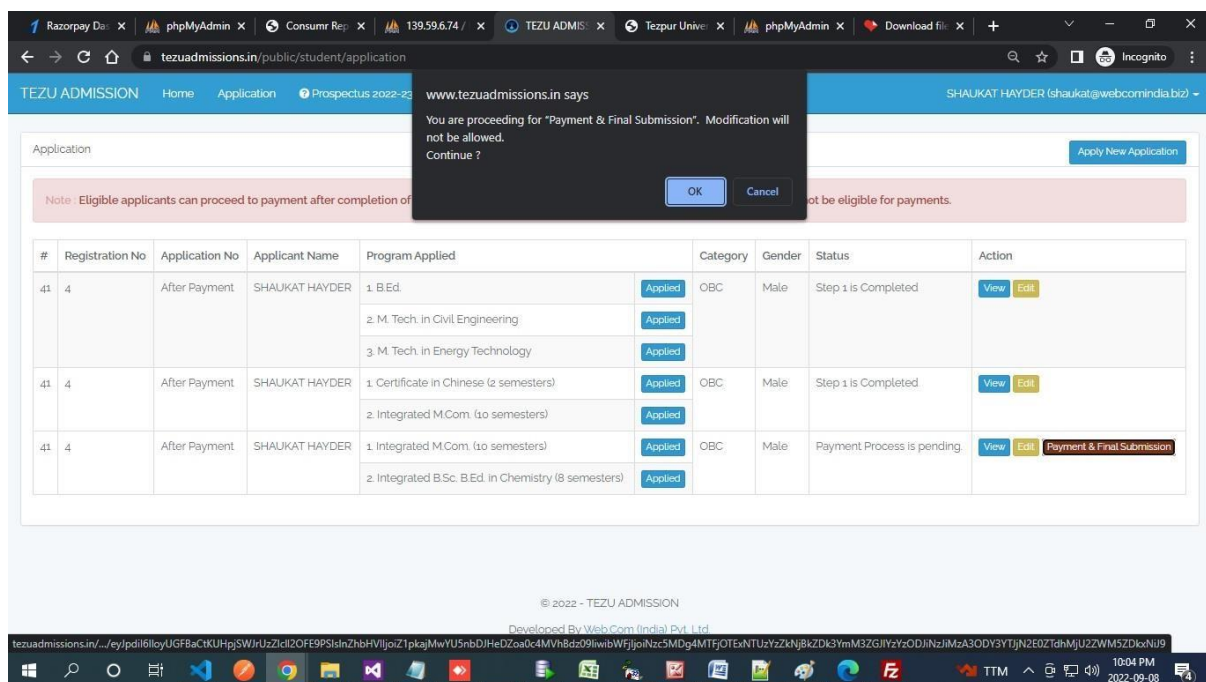 Razorpay Das
phpMyAdmin
Consumr Rep
139.59.6.74 /
TEZU ADMIS
Tezpur Unive
phpMyAdmin
Download file
tezuadmissions.in/public/student/application
Incognito
TEZU ADMISSION Home Application Prospectus 2022-23 SHAUKAT HAYDER (shaukat@webcomindia.biz)
www.tezuadmissions.in says
You are proceeding for "Payment & Final Submission". Modification will
not be allowed.
Continue ?
OK Cancel
Application Apply New Application
Note : Eligible applicants can proceed to payment after completion of
ot be eligible for payments.
# Registration No Application No Applicant Name Program Applied Category Gender Status Action
41 4 After Payment SHAUKAT HAYDER 1. B.Ed. Applied OBC Male Step 1 is Completed View Edit
2. M. Tech. in Civil Engineering Applied
3. M. Tech. in Energy Technology Applied
41 4 After Payment SHAUKAT HAYDER 1. Certificate in Chinese (2 semesters) Applied OBC Male Step 1 is Completed View Edit
2. Integrated M.Com. (10 semesters) Applied
41 4 After Payment SHAUKAT HAYDER 1. Integrated M.Com. (10 semesters) Applied OBC Male Payment Process is pending. View Edit Payment & Final Submission
2. Integrated B.Sc. B.Ed. in Chemistry (8 semesters) Applied
© 2022 - TEZU ADMISSION
Developed By Web.Com (India) Pvt. Ltd.
TTM 10:04 PM
2022-09-08